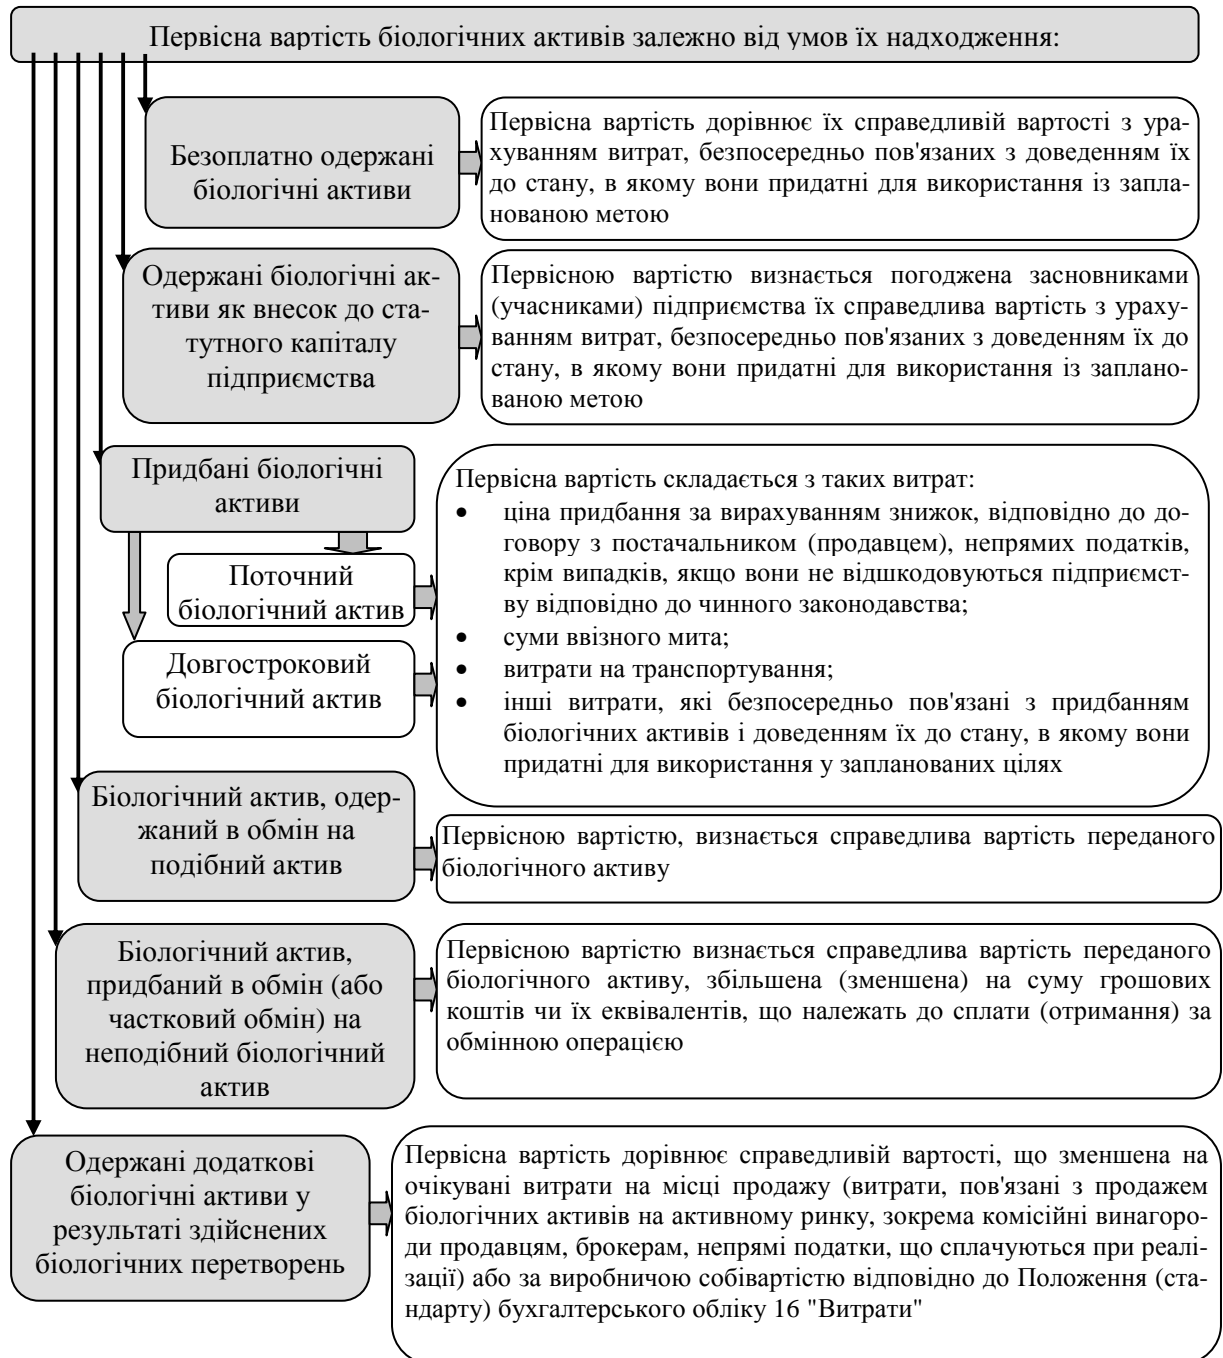 Первісна вартість біологічних активів залежно від умов їх надходження:
Безоплатно одержані
біологічні активи
Первісна вартість дорівнює їх справедливій вартості з ура-
хуванням витрат, безпосередньо пов'язаних з доведенням їх
до стану, в якому вони придатні для використання із запла-
нованою метою
Одержані біологічні ак-
тиви як внесок до ста-
тутного капіталу
підприємства
Первісною вартістю визнається погоджена засновниками
(учасниками) підприємства їх справедлива вартість з ураху-
ванням витрат, безпосередньо пов'язаних з доведенням їх до
стану, в якому вони придатні для використання із заплано-
ваною метою
Придбані біологічні
активи
Поточний
біологічний актив
Довгостроковий
біологічний актив
Первісна вартість складається з таких витрат:
• ціна придбання за вирахуванням знижок, відповідно до до-
говору з постачальником (продавцем), непрямих податків,
крім випадків, якщо вони не відшкодовуються підприємст-
ву відповідно до чинного законодавства;
• суми ввізного мита;
• витрати на транспортування;
• інші витрати, які безпосередньо пов'язані з придбанням
біологічних активів і доведенням їх до стану, в якому вони
придатні для використання у запланованих цілях
Біологічний актив, одер-
жаний в обмін на
подібний актив
Первісною вартістю, визнається справедлива вартість переданого
біологічного активу
Біологічний актив,
придбаний в обмін (або
частковий обмін) на
неподібний біологічний
актив
Первісною вартістю визнається справедлива вартість переданого
біологічного активу, збільшена (зменшена) на суму грошових
коштів чи їх еквівалентів, що належать до сплати (отримання) за
обмінною операцією
Одержані додаткові
біологічні активи у
результаті здійснених
біологічних перетворень
Первісна вартість дорівнює справедливій вартості, що зменшена на
очікувані витрати на місці продажу (витрати, пов'язані з продажем
біологічних активів на активному ринку, зокрема комісійні винагоро-
ди продавцям, брокерам, непрямі податки, що сплачуються при реалі-
зації) або за виробничою собівартістю відповідно до Положення (ста-
ндарту) бухгалтерського обліку 16 "Витрати"